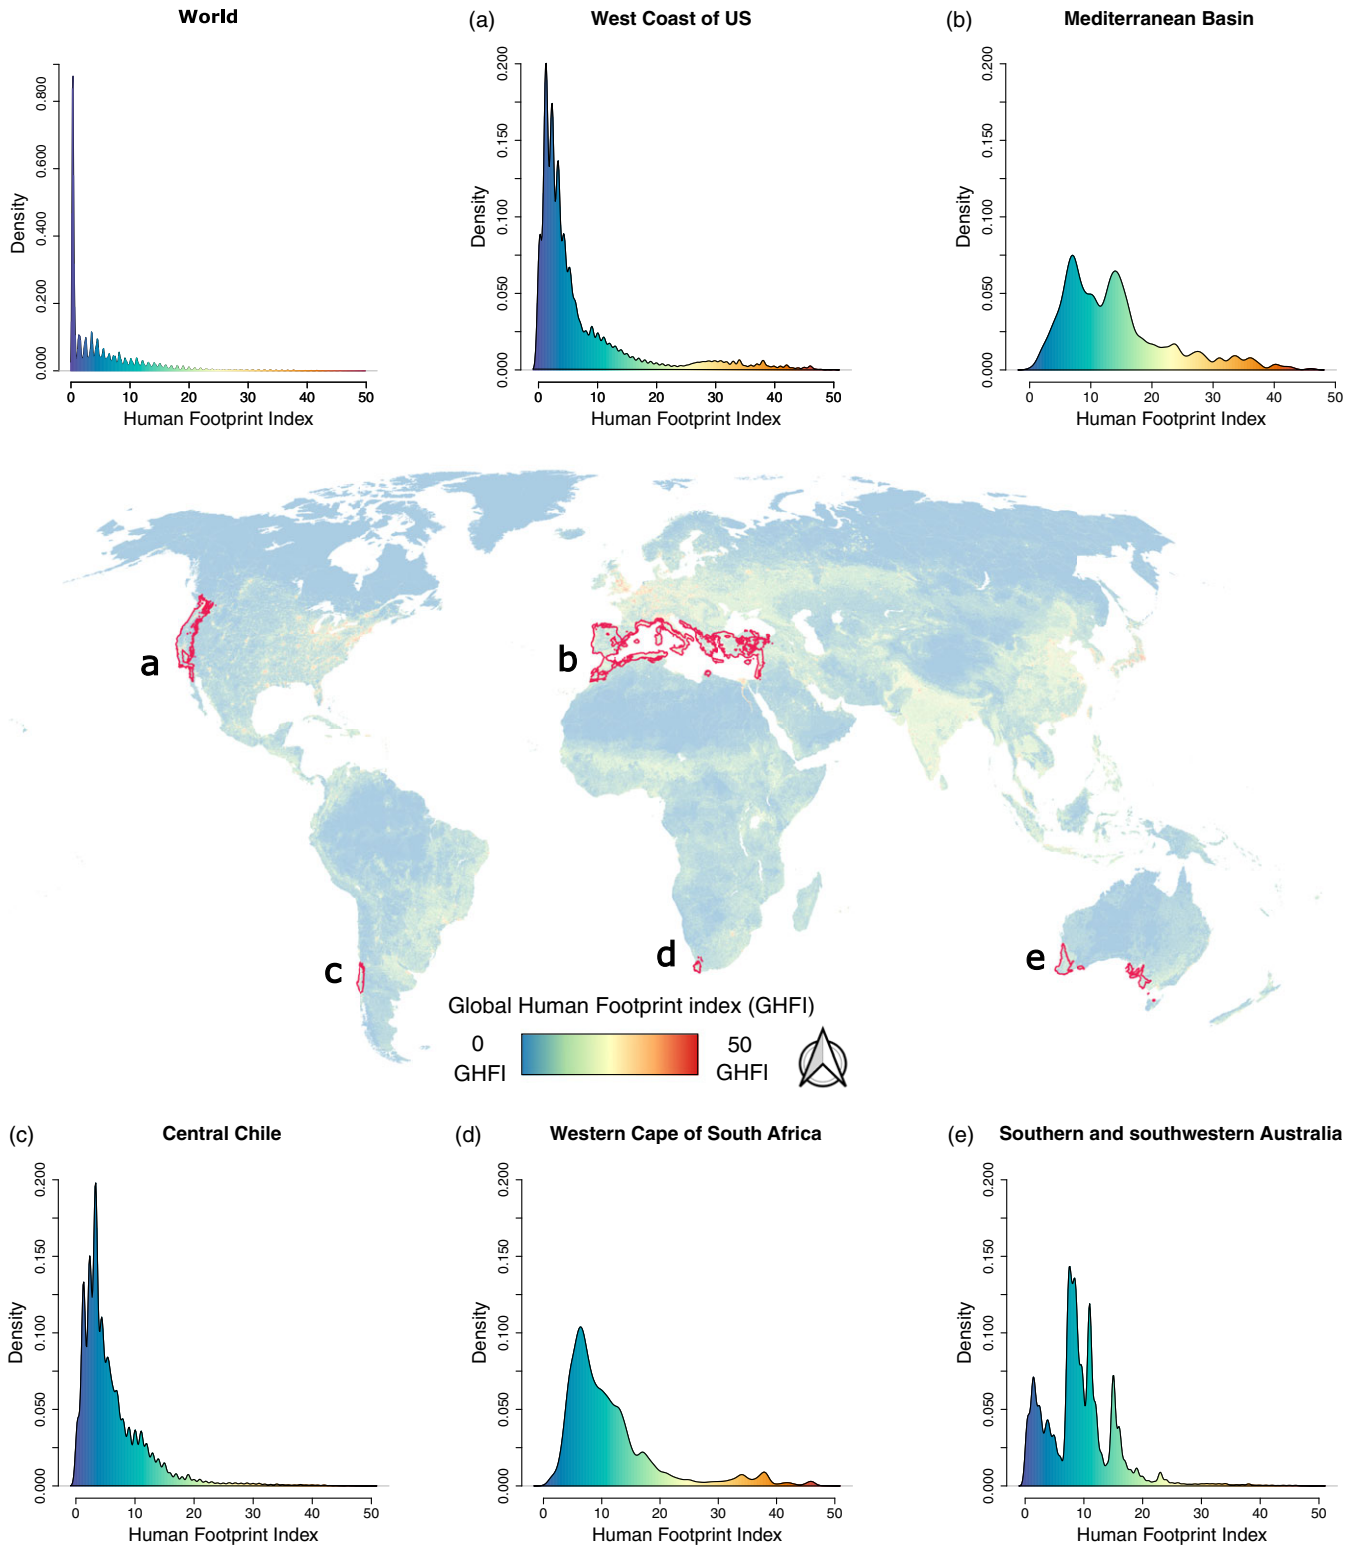 World
(a) West Coast of US
(b) Mediterranean Basin
Density
0.000 0.200 0.400 0.600 0.800
0 10 20 30 40 50
Human Footprint Index
Density
0.000 0.050 0.100 0.150 0.200
0 10 20 30 40 50
Human Footprint Index
Density
0.000 0.050 0.100 0.150 0.200
0 10 20 30 40 50
Human Footprint Index
a
b
c
d
e
Global Human Footprint index (GHFI)
0 GHFI
50 GHFI
(c) Central Chile
(d) Western Cape of South Africa
(e) Southern and southwestern Australia
Density
0.000 0.050 0.100 0.150 0.200
0 10 20 30 40 50
Human Footprint Index
Density
0.000 0.050 0.100 0.150 0.200
0 10 20 30 40 50
Human Footprint Index
Density
0.000 0.050 0.100 0.150 0.200
0 10 20 30 40 50
Human Footprint Index